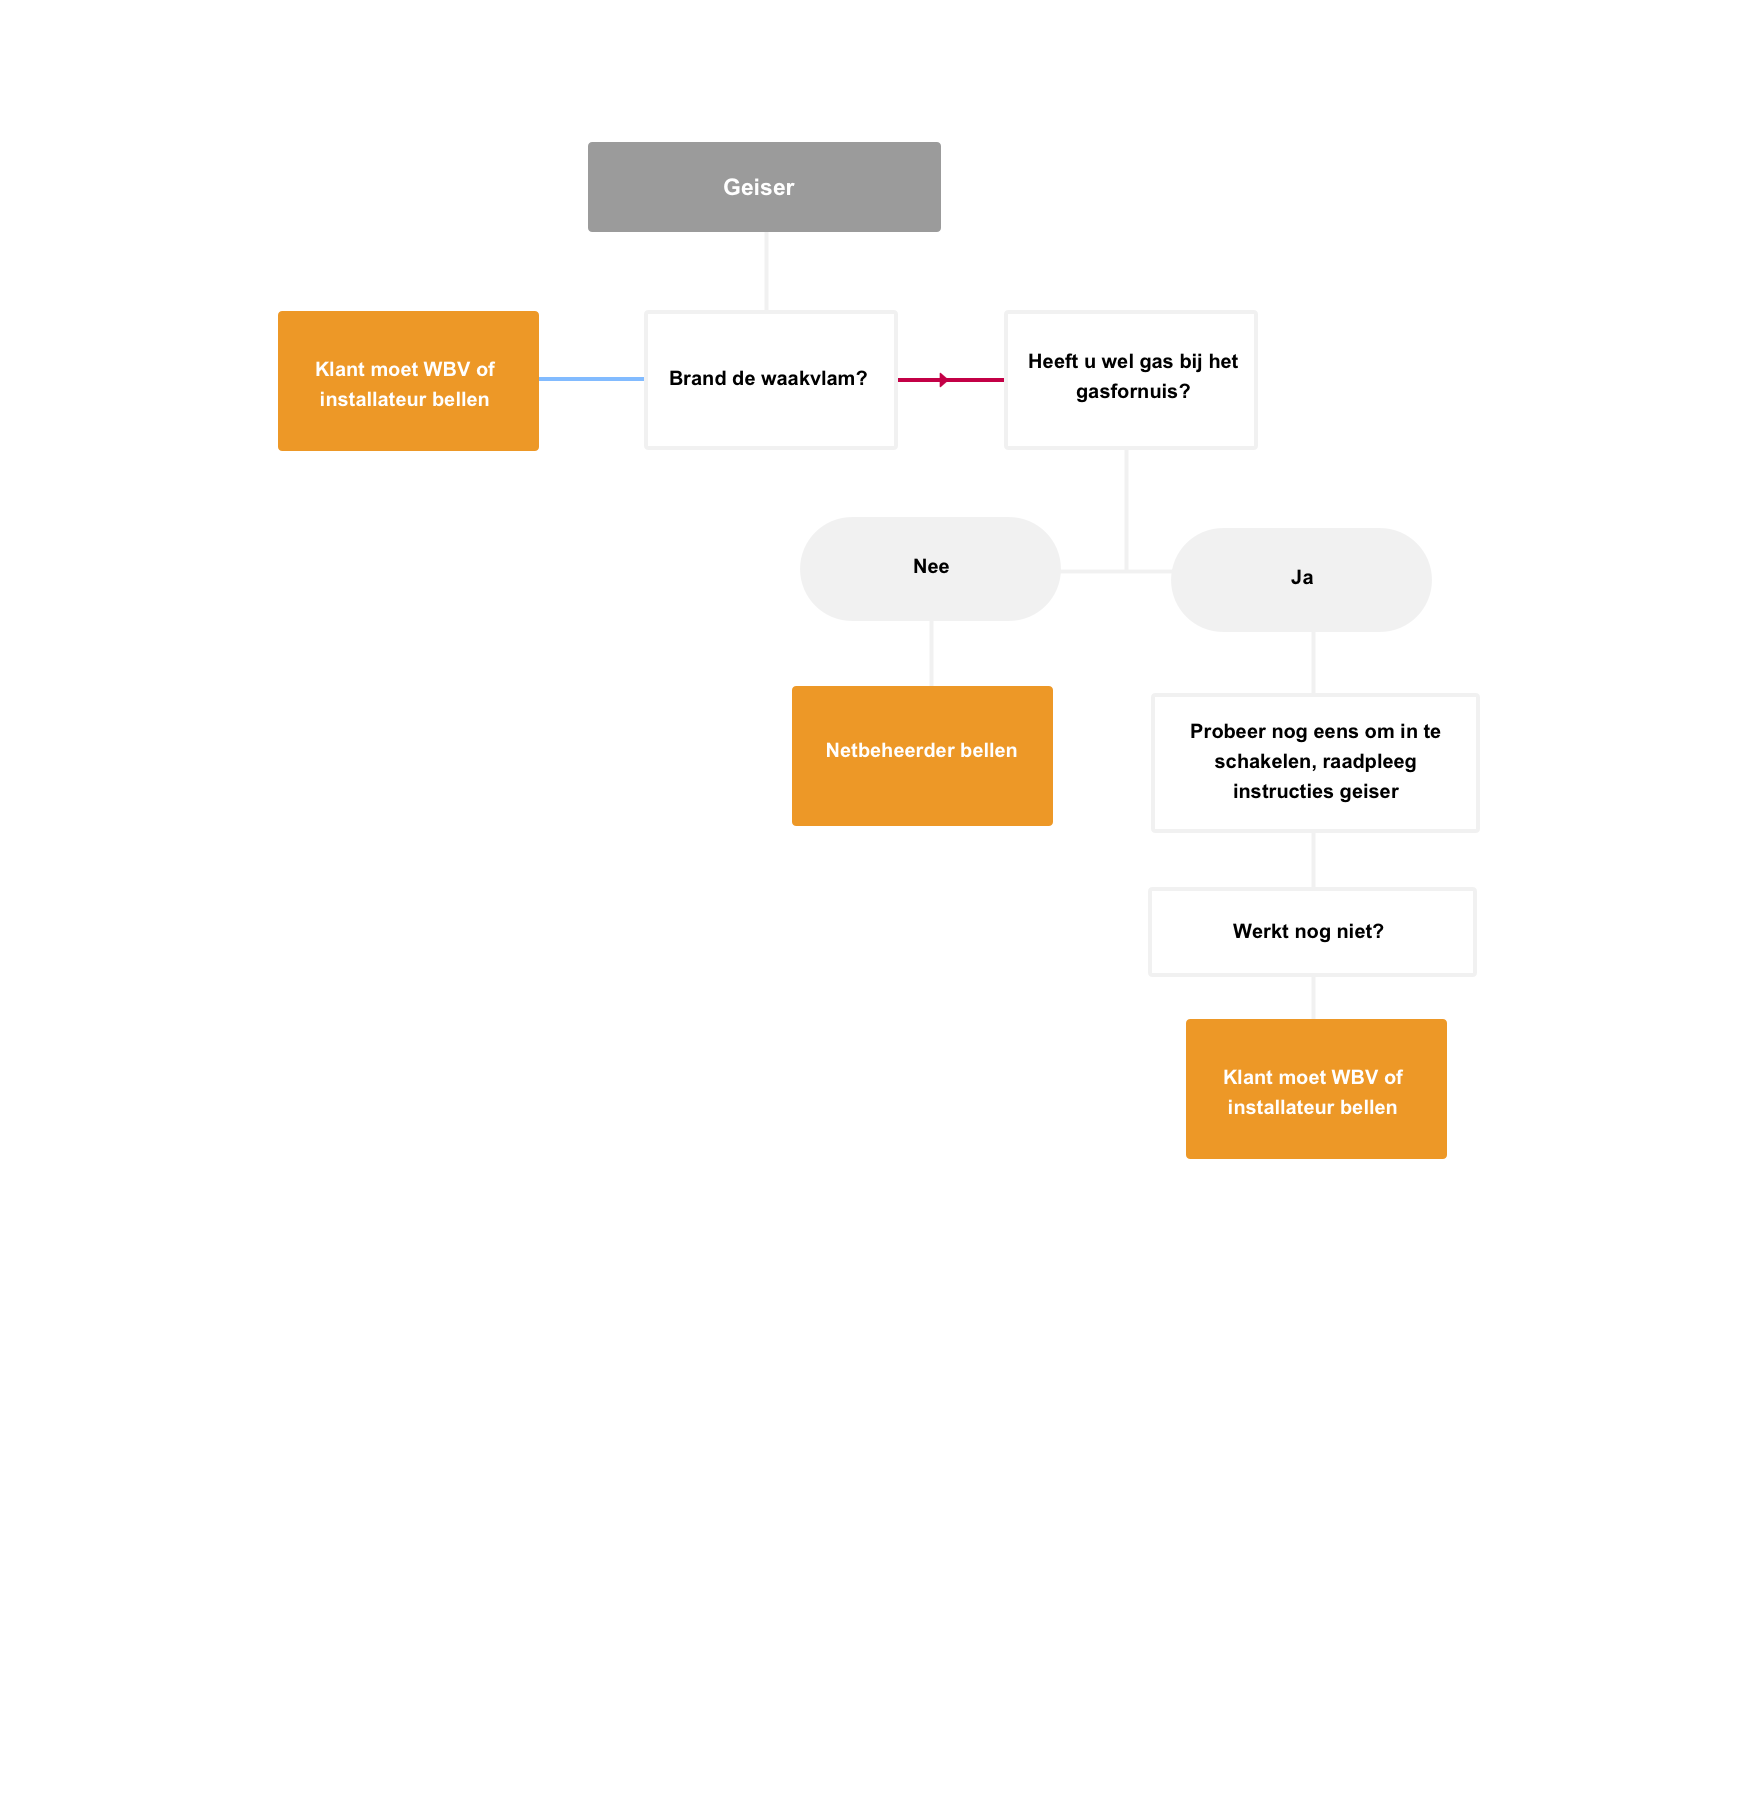 Geiser
Klant moet WBV of
installateur bellen
Brand de waakvlam?
Heeft u wel gas bij het
gasfornuis?
Nee
Ja
Netbeheerder bellen
Probeer nog eens om in te
schakelen, raadpleeg
instructies geiser
Werkt nog niet?
Klant moet WBV of
installateur bellen